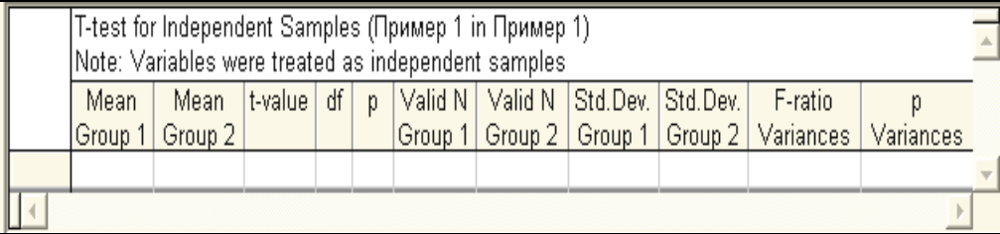 T-test for Independent Samples (Пример 1 in Пример 1)
Note: Variables were treated as independent samples
Mean Group 1 Mean Group 2 t-value df p Valid N Group 1 Valid N Group 2 Std.Dev. Group 1 Std.Dev. Group 2 F-ratio Variances p Variances